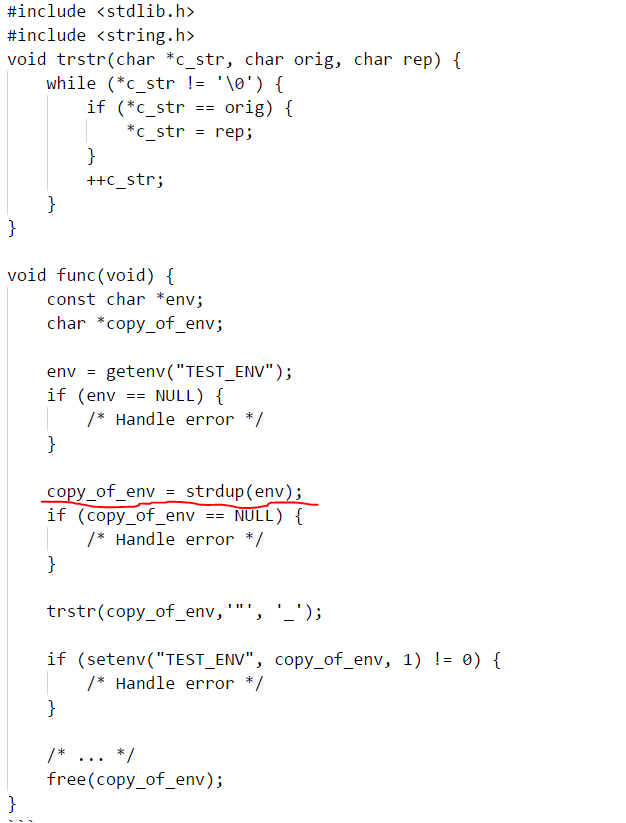 #include <stdlib.h>
#include <string.h>
void trstr(char *c_str, char orig, char rep) {
    while (*c_str != '\0') {
        if (*c_str == orig) {
            *c_str = rep;
        }
        ++c_str;
    }
}

void func(void) {
    const char *env;
    char *copy_of_env;

    env = getenv("TEST_ENV");
    if (env == NULL) {
        /* Handle error */
    }

    copy_of_env = strdup(env);
    if (copy_of_env == NULL) {
        /* Handle error */
    }

    trstr(copy_of_env,'"', '_');

    if (setenv("TEST_ENV", copy_of_env, 1) != 0) {
        /* Handle error */
    }

    /* ... */
    free(copy_of_env);
}
```